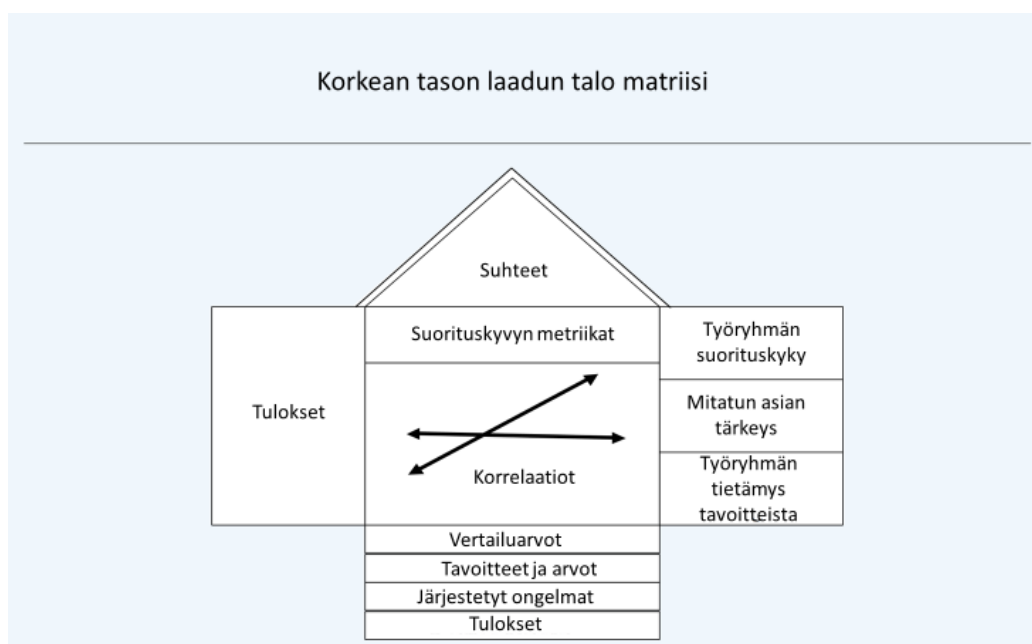 Korkean tason laadun talo matriisi
Suhteet
Tulokset
Suorituskyvyn metriikat
Korrelaatiot
Työryhmän
suorituskyky
Mitatun asian
tärkeys
Työryhmän
tietämys
tavoitteista
Vertailuarvot
Tavoitteet ja arvot
Järjestetyt ongelmat
Tulokset